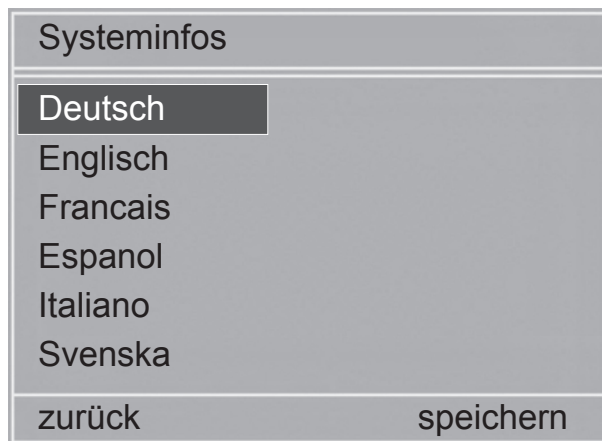 Systeminfos
Deutsch
Englisch
Francais
Espanol
Italiano
Svenska
zurück speichern